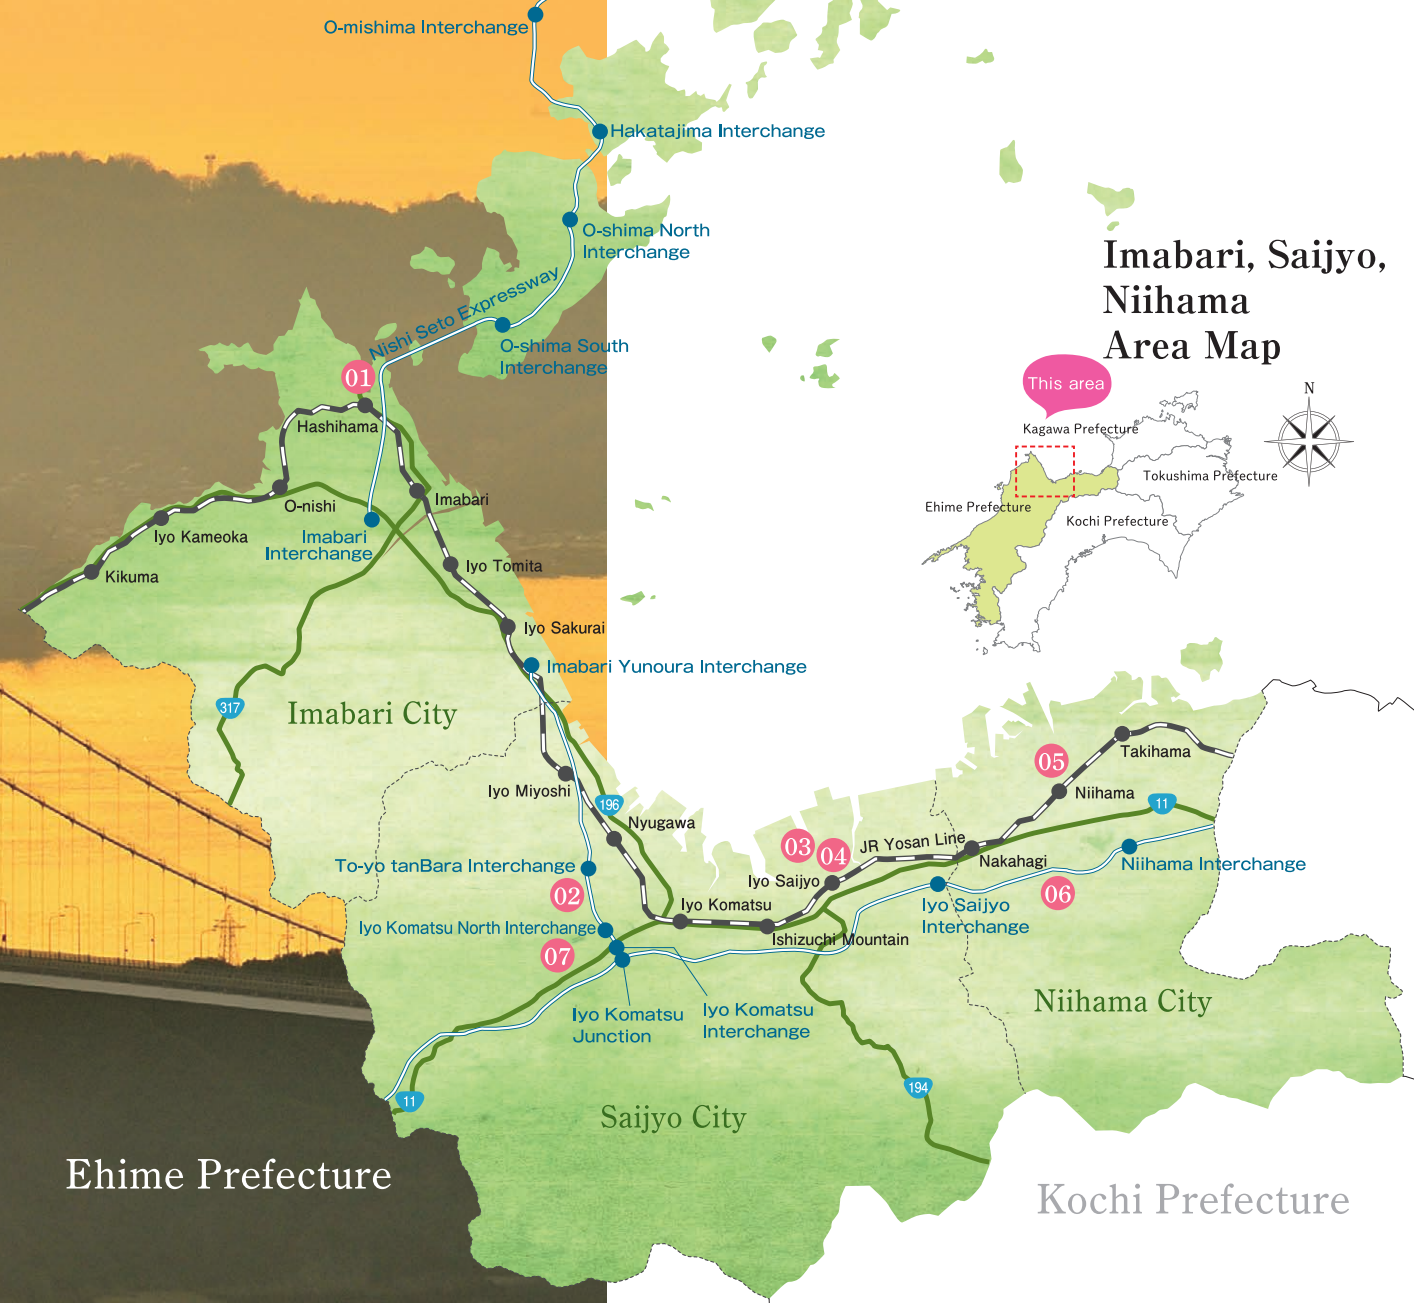 O-mishima Interchange
Hakatajima Interchange
O-shima North
Interchange
Nishi Seto Expressway
O-shima South
Interchange
Imabari, Saijyo,
Niihama
Area Map
This area
N
Kagawa Prefecture
Tokushima Prefecture
Ehime Prefecture
Kochi Prefecture
01
Hashihama
O-nishi
Imabari
Iyo Kameoka
Imabari
Interchange
Kikuma
Iyo Tomita
Iyo Sakurai
Imabari Yunoura Interchange
317
Imabari City
Iyo Miyoshi
196
Nyugawa
Takihama
05
Niihama
11
03
04
JR Yosan Line
Nakahagi
Niihama Interchange
To-yo tanBara Interchange
Iyo Saijyo
02
06
Iyo Komatsu
Iyo Saijyo
Interchange
Iyo Komatsu North Interchange
Ishizuchi Mountain
07
Iyo Komatsu
Junction
Iyo Komatsu
Interchange
Niihama City
11
194
Saijyo City
Ehime Prefecture
Kochi Prefecture